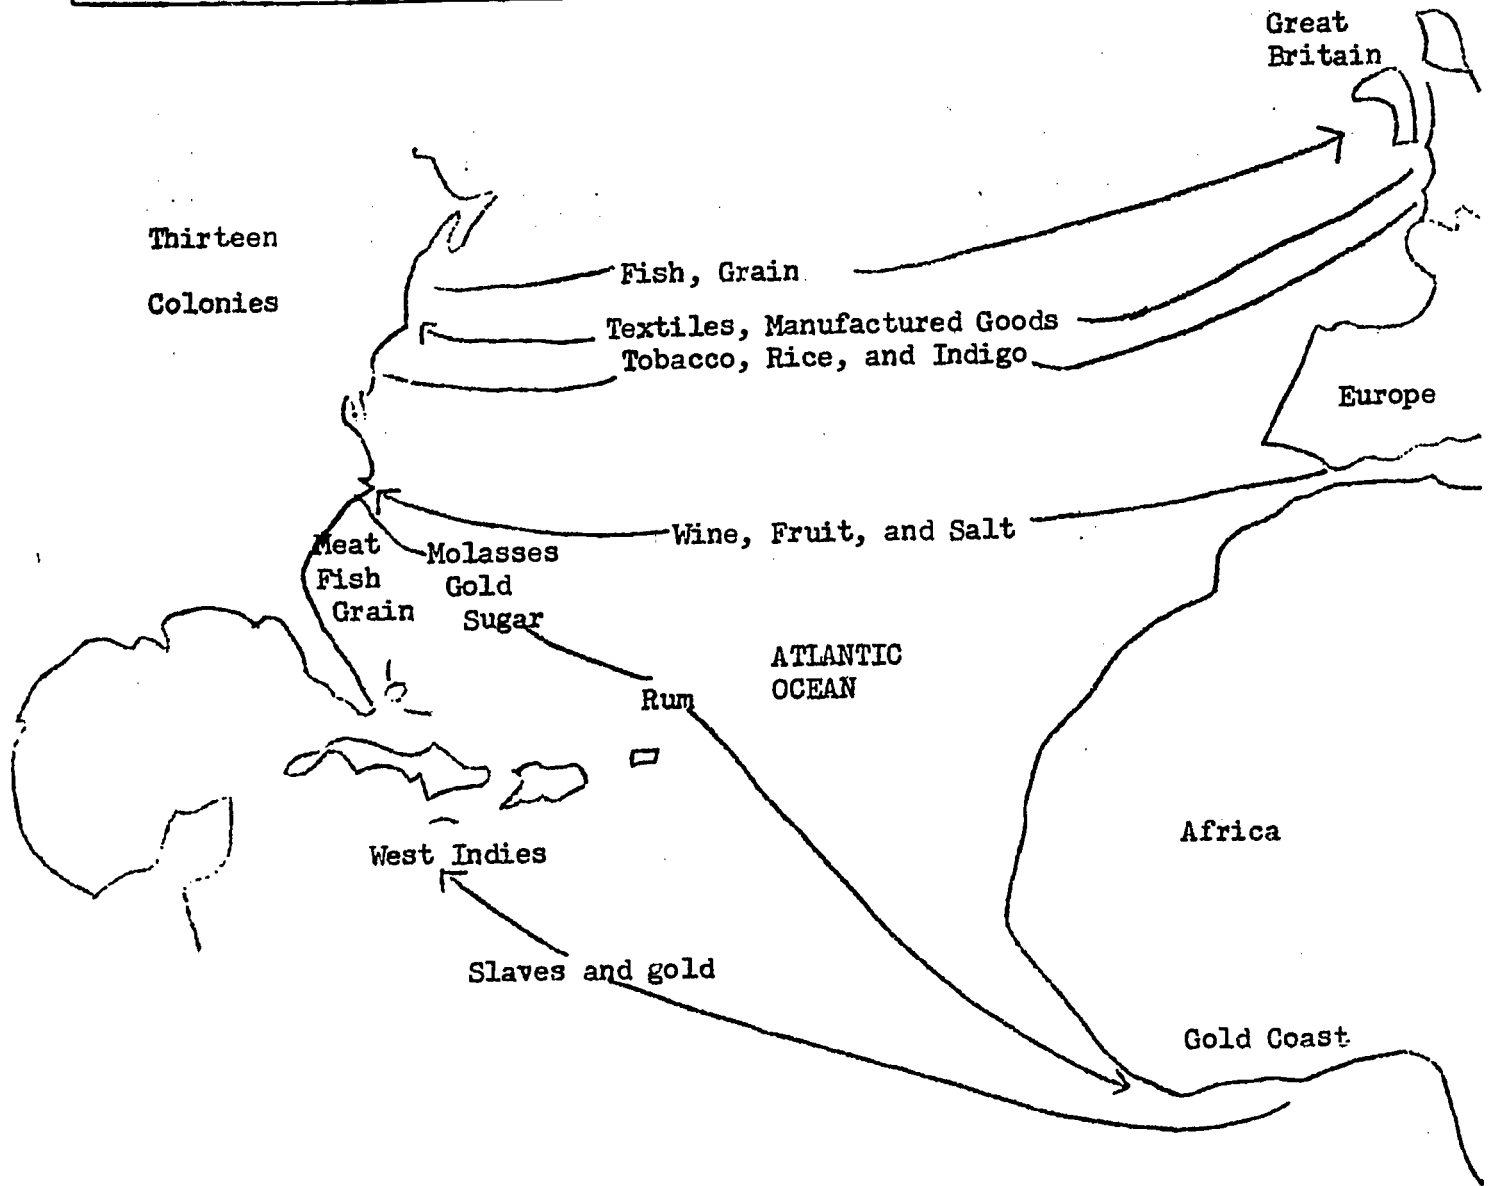 Great
Britain
Thirteen
Colonies
Fish, Grain
Textiles, Manufactured Goods
Tobacco, Rice, and Indigo
Europe
Wine, Fruit, and Salt
Meat
Fish
Grain
Molasses
Gold
Sugar
ATLANTIC
OCEAN
Rum
Africa
West Indies
Slaves and gold
Gold Coast